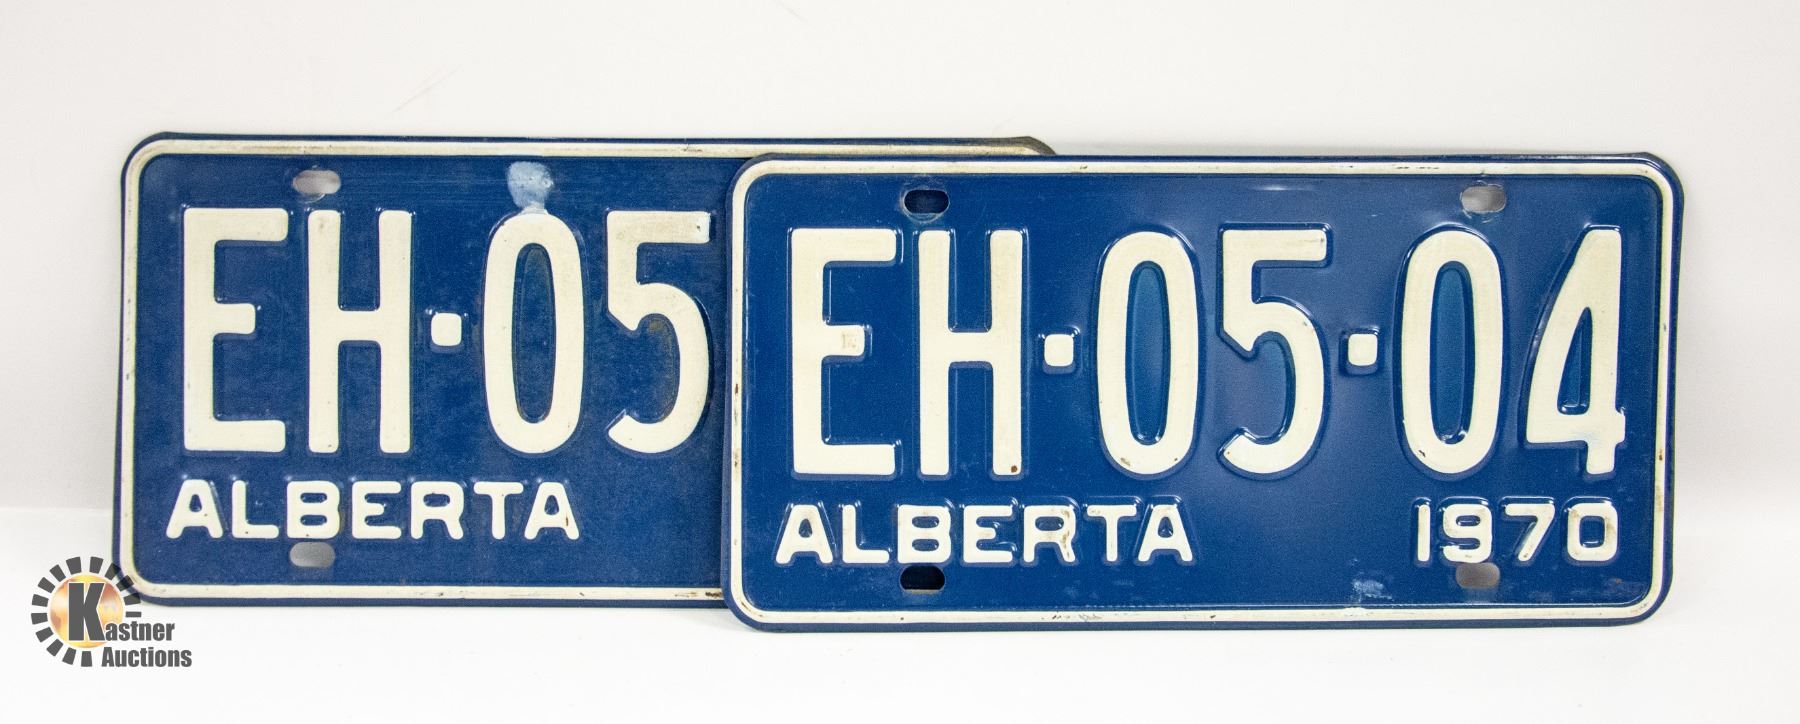 EH·05
ALBERTA
EH·05·04
ALBERTA 1970
Kastner
Auctions